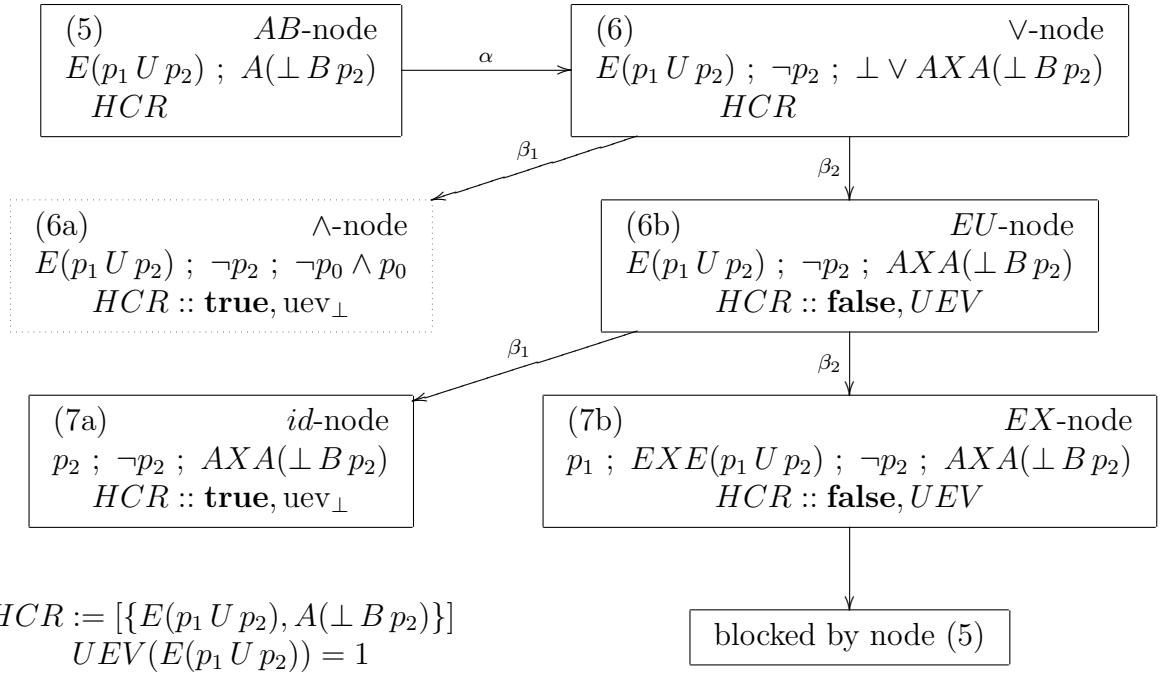 (5) AB-node
E(p₁ U p₂) ; A(⊥ B p₂)
HCR
α
(6) ∨-node
E(p₁ U p₂) ; ¬p₂ ; ⊥ ∨ AXA(⊥ B p₂)
HCR
β₁
β₂
(6a) ∧-node
E(p₁ U p₂) ; ¬p₂ ; ¬p₀ ∧ p₀
HCR :: true, uev⊥
(6b) EU-node
E(p₁ U p₂) ; ¬p₂ ; AXA(⊥ B p₂)
HCR :: false, UEV
β₁
β₂
(7a) id-node
p₂ ; ¬p₂ ; AXA(⊥ B p₂)
HCR :: true, uev⊥
(7b) EX-node
p₁ ; EXE(p₁ U p₂) ; ¬p₂ ; AXA(⊥ B p₂)
HCR :: false, UEV
HCR := [{E(p₁ U p₂), A(⊥ B p₂)}]
UEV(E(p₁ U p₂)) = 1
blocked by node (5)